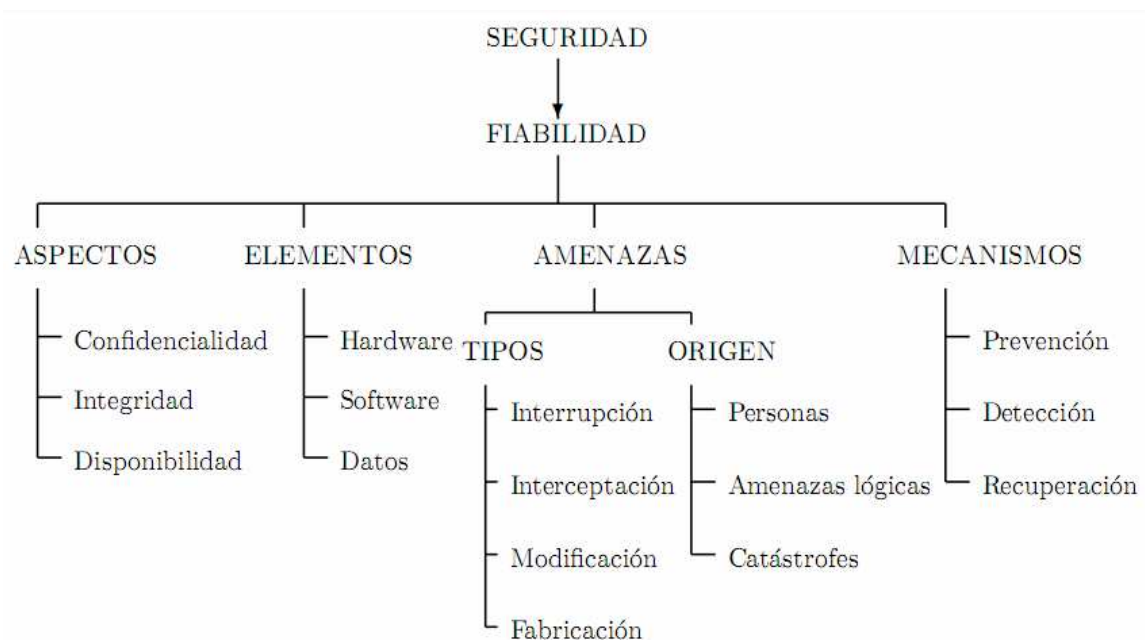 SEGURIDAD
FIABILIDAD
ASPECTOS
Confidencialidad
Integridad
Disponibilidad
ELEMENTOS
Hardware
Software
Datos
AMENAZAS
TIPOS
Interrupción
Interceptación
Modificación
Fabricación
ORIGEN
Personas
Amenazas lógicas
Catástrofes
MECANISMOS
Prevención
Detección
Recuperación